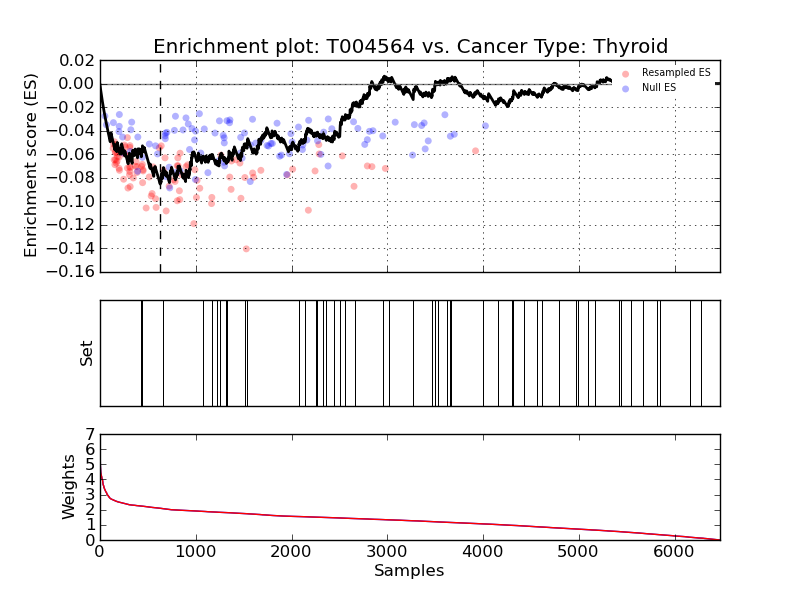 Enrichment plot: T004564 vs. Cancer Type: Thyroid
Enrichment score (ES)
0.02
0.00
−0.02
−0.04
−0.06
−0.08
−0.10
−0.12
−0.14
−0.16
Resampled ES
Null ES
Set
Weights
7
6
5
4
3
2
1
0
0 1000 2000 3000 4000 5000 6000
Samples